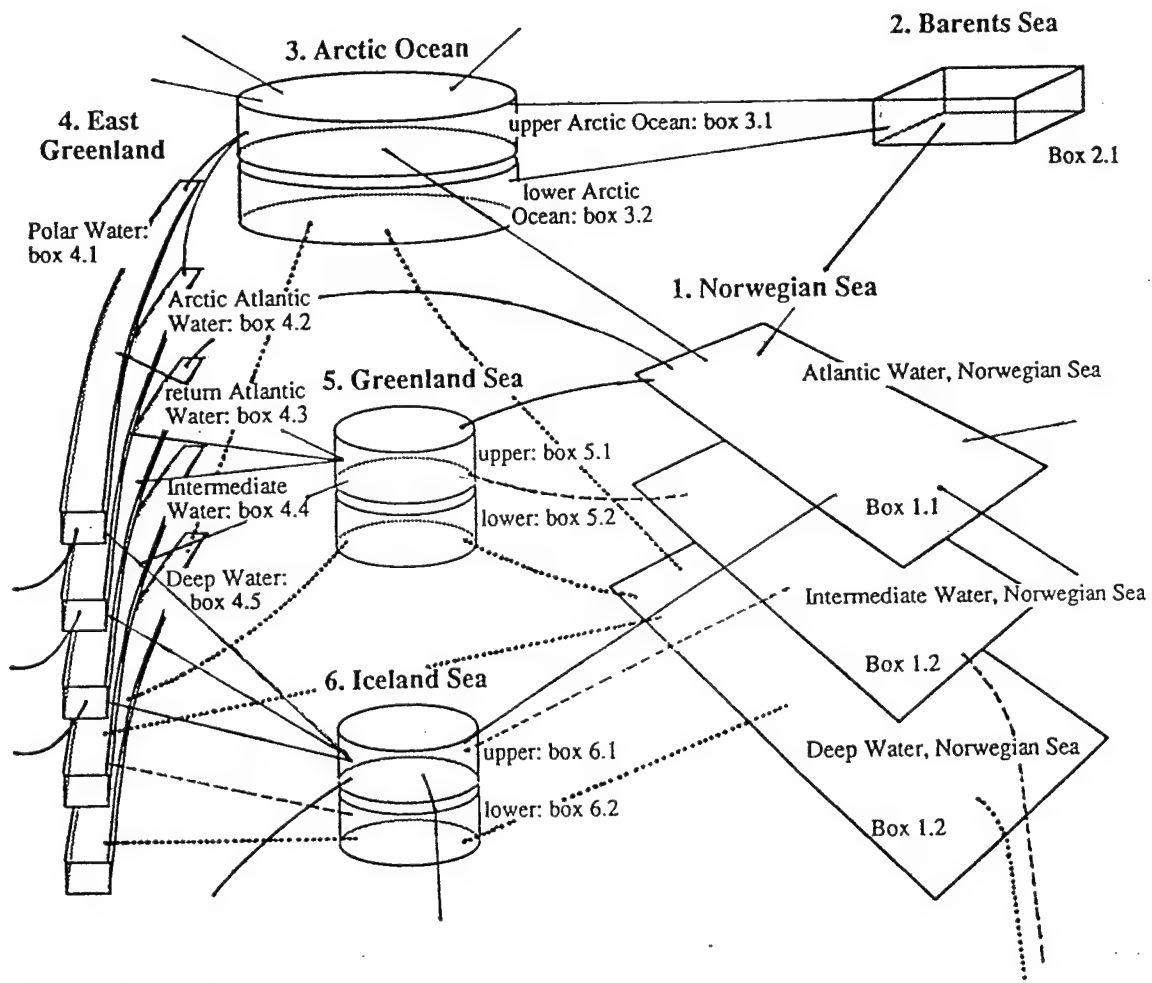 3. Arctic Ocean
2. Barents Sea
4. East
Greenland
upper Arctic Ocean: box 3.1
Box 2.1
lower Arctic
Ocean: box 3.2
Polar Water:
box 4.1
1. Norwegian Sea
Arctic Atlantic
Water: box 4.2
Atlantic Water, Norwegian Sea
5. Greenland Sea
return Atlantic
Water: box 4.3
upper: box 5.1
Intermediate
Water: box 4.4
Box 1.1
lower: box 5.2
Deep Water:
box 4.5
Intermediate Water, Norwegian Sea
Box 1.2
6. Iceland Sea
upper: box 6.1
Deep Water, Norwegian Sea
lower: box 6.2
Box 1.2